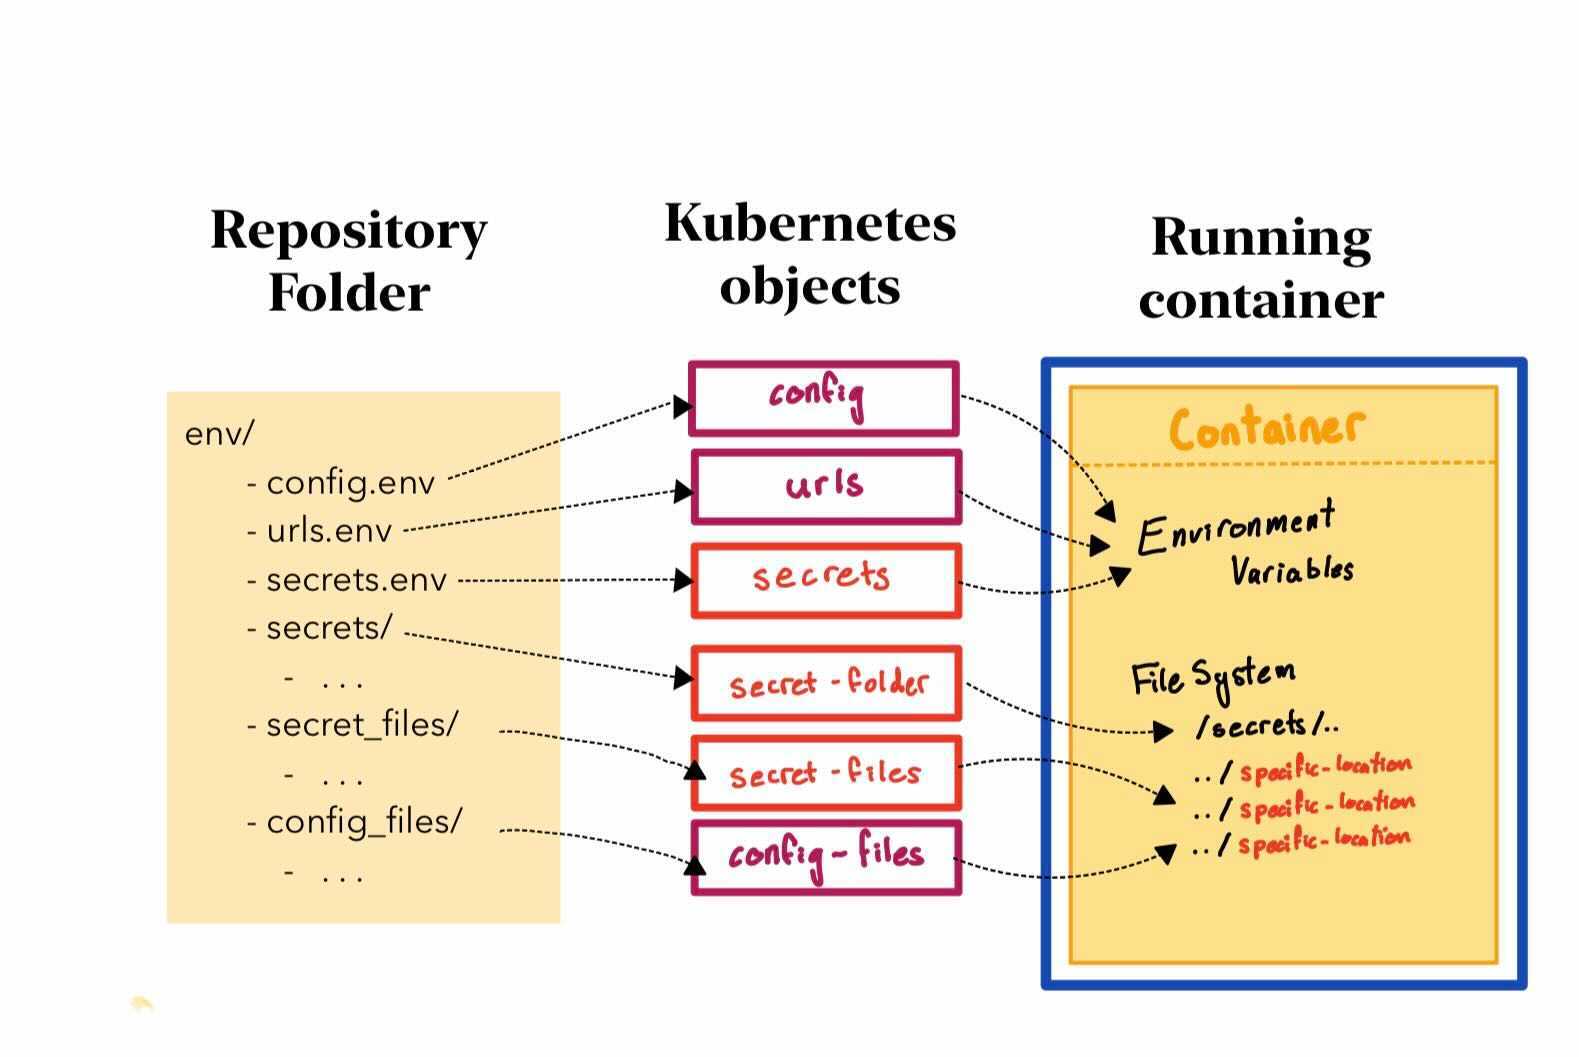 Repository
Folder
env/
- config.env
- urls.env
- secrets.env
- secrets/
- ...
- secret_files/
- ...
- config_files/
- ...
Kubernetes
objects
config
urls
secrets
secret-folder
secret-files
config-files
Running
container
Container
Environment
Variables
File System
/secrets/..
../specific-location
../specific-location
../specific-location